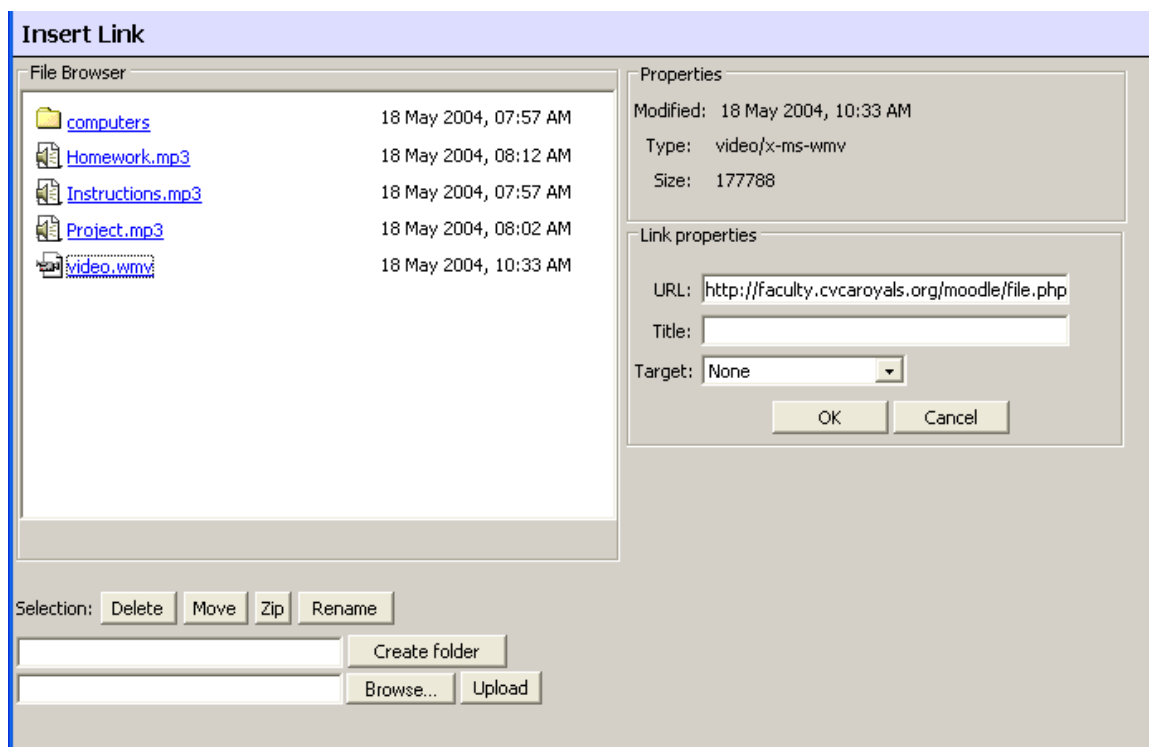 Insert Link
File Browser
computers 18 May 2004, 07:57 AM
Homework.mp3 18 May 2004, 08:12 AM
Instructions.mp3 18 May 2004, 07:57 AM
Project.mp3 18 May 2004, 08:02 AM
video.wmv 18 May 2004, 10:33 AM
Selection: Delete Move Zip Rename
Create folder
Browse... Upload
Properties
Modified: 18 May 2004, 10:33 AM
Type: video/x-ms-wmv
Size: 177788
Link properties
URL: http://faculty.cvcaroyals.org/moodle/file.php
Title:
Target: None
OK Cancel